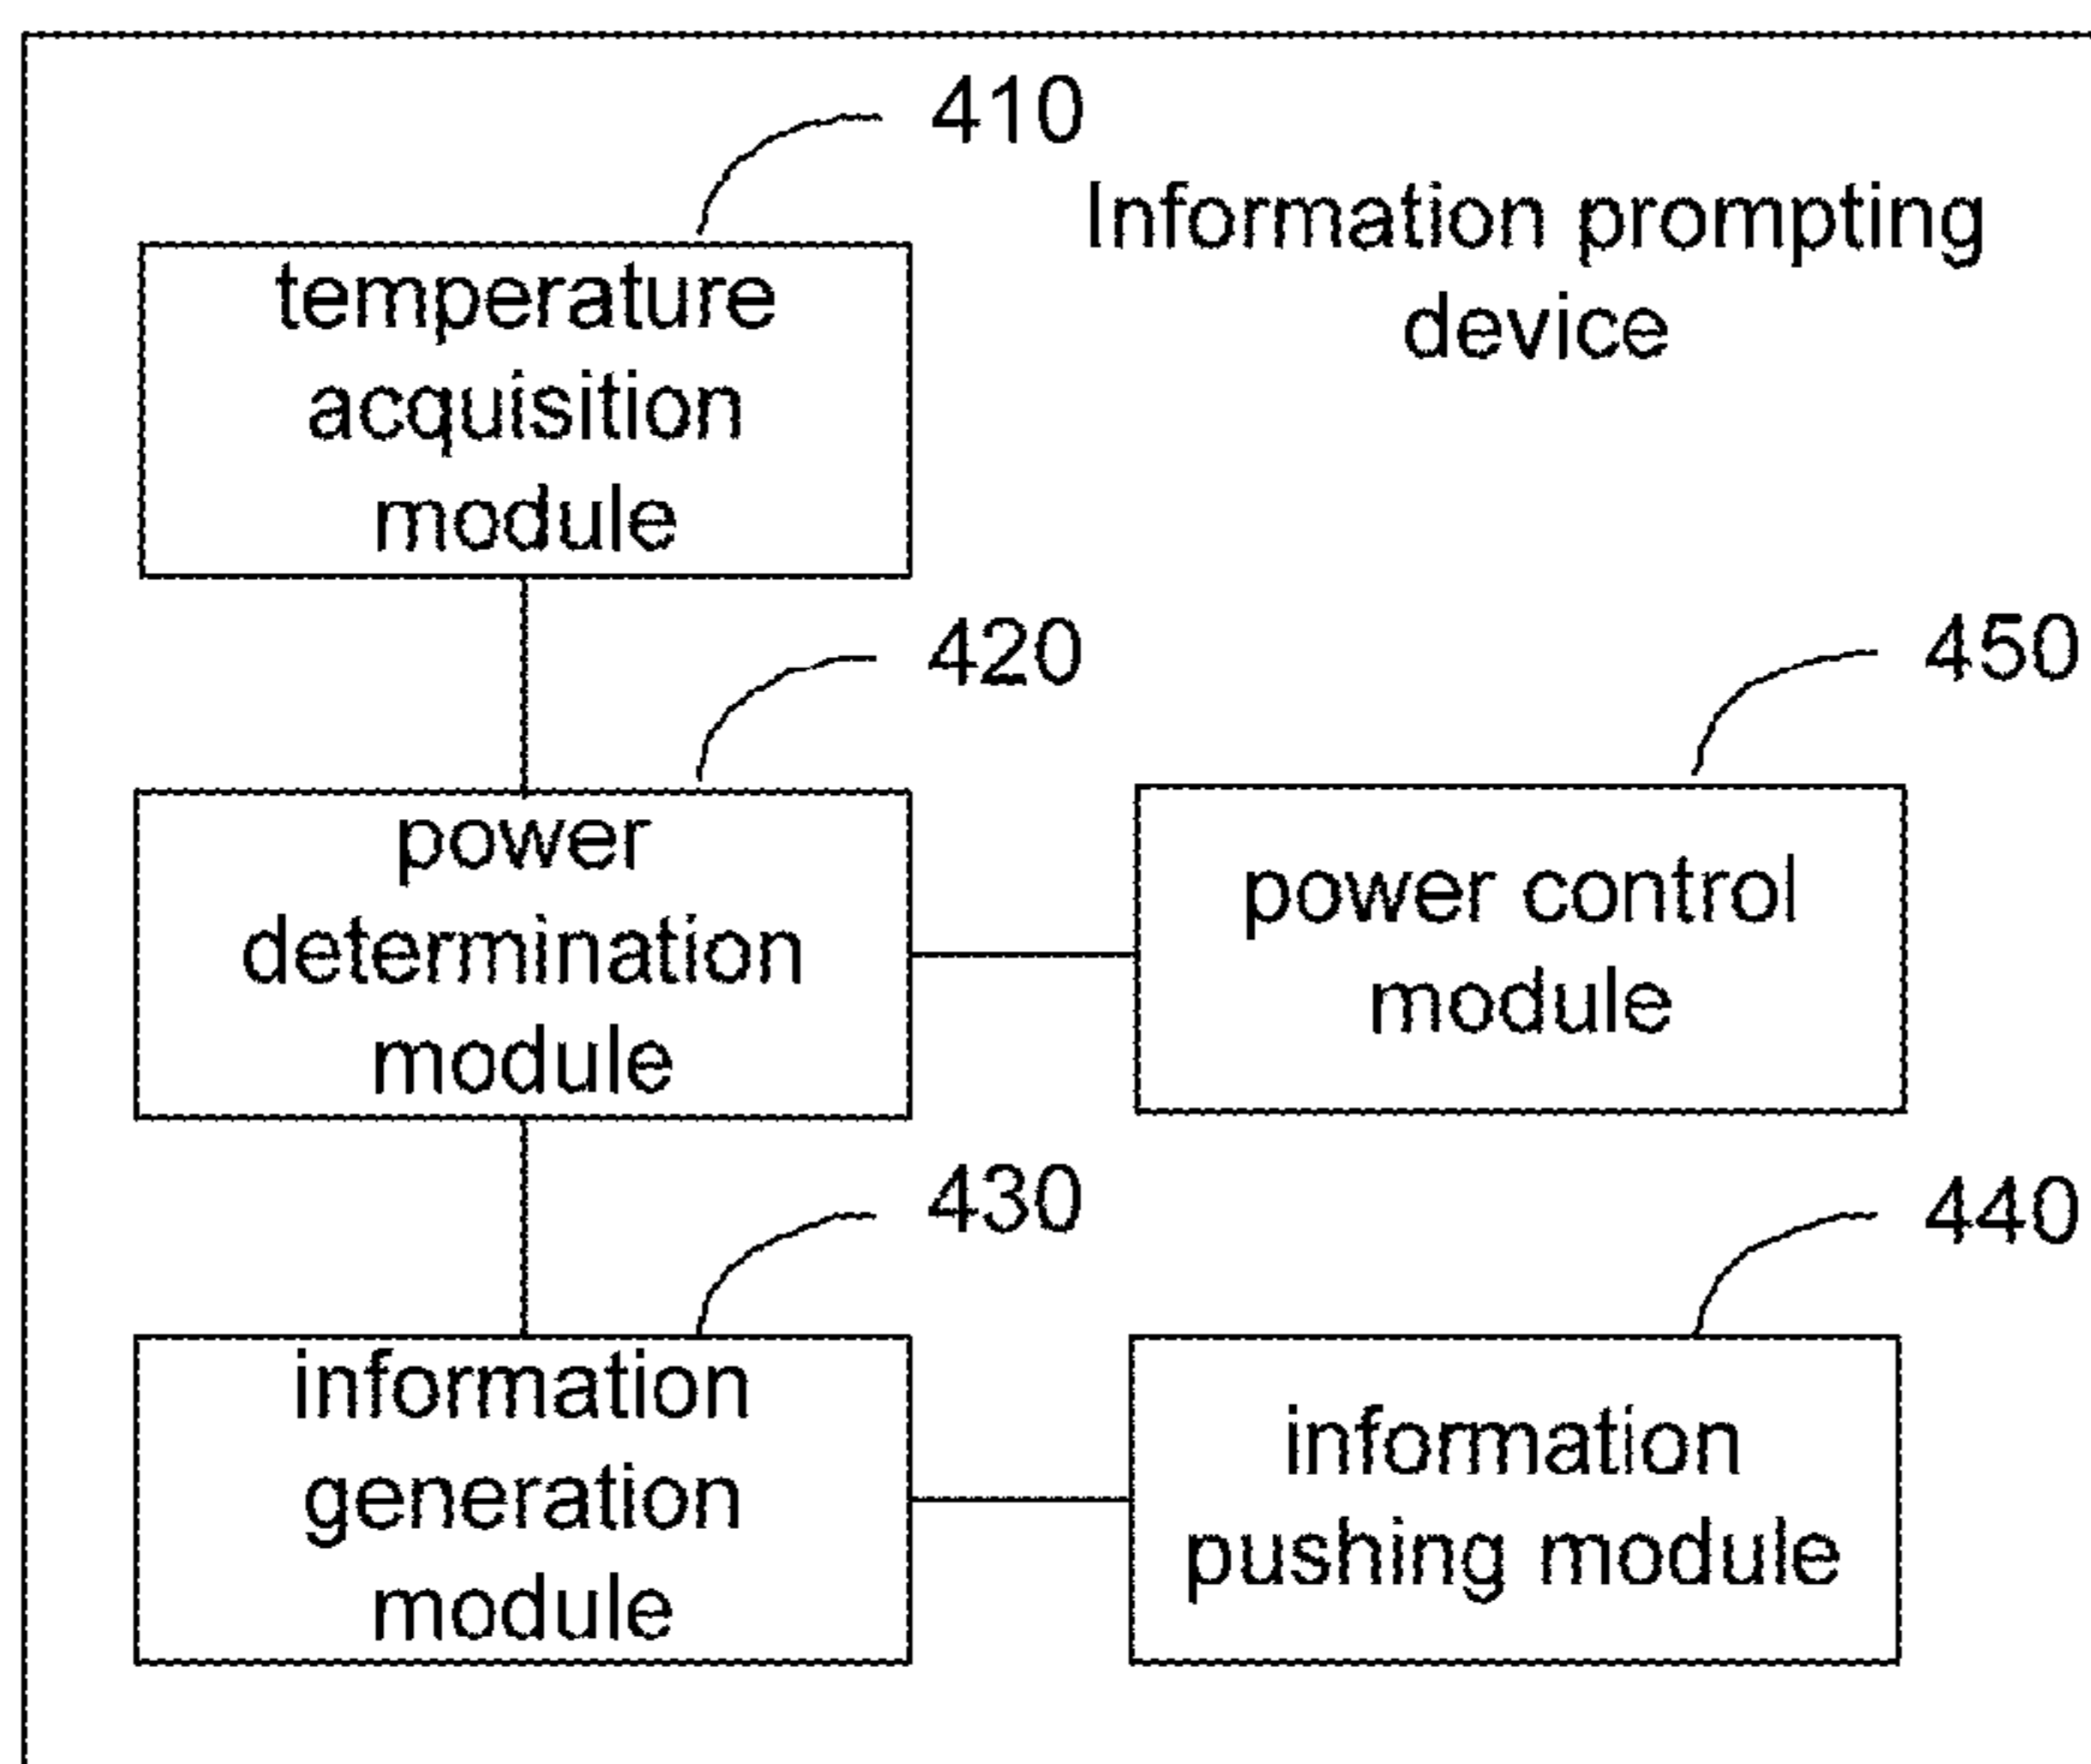 410
Information prompting
device
temperature
acquisition
module
420
450
power
determination
module
power control
module
430
440
information
generation
module
information
pushing module